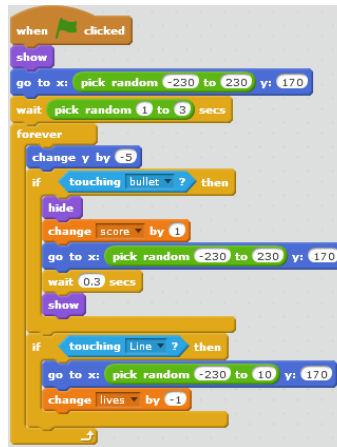 when clicked
show
go to x: pick random -230 to 230 y: 170
wait pick random 1 to 3 secs
forever
change y by -5
if touching bullet ? then
hide
change score by 1
go to x: pick random -230 to 230 y: 170
wait 0.3 secs
show
if touching Line ? then
go to x: pick random -230 to 10 y: 170
change lives by -1